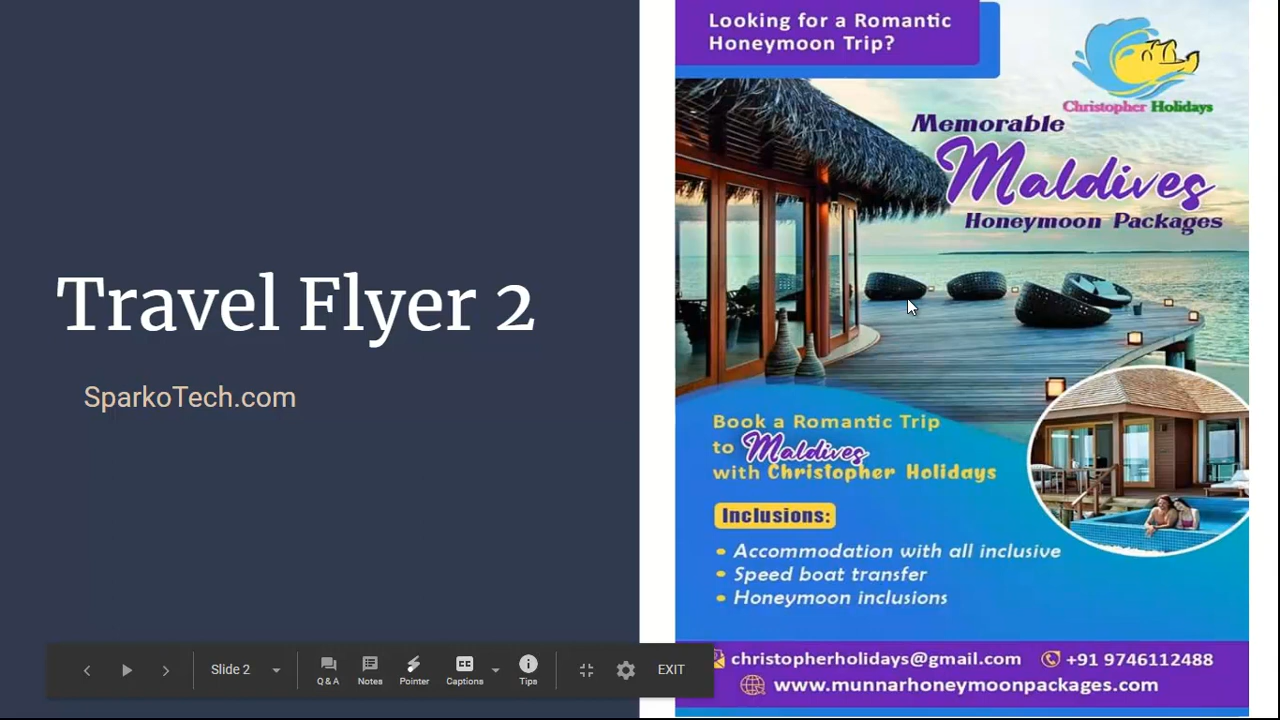 Travel Flyer 2
SparkoTech.com
Looking for a Romantic
Honeymoon Trip?
Christopher Holidays
Memorable
Maldives
Honeymoon Packages
Book a Romantic Trip
to Maldives
with Christopher Holidays
Inclusions:
• Accommodation with all inclusive
• Speed boat transfer
• Honeymoon inclusions
christopherholidays@gmail.com +91 9746112488
www.munnarhoneymoonpackages.com
Slide 2 Q & A Notes Pointer CC Captions Tips EXIT